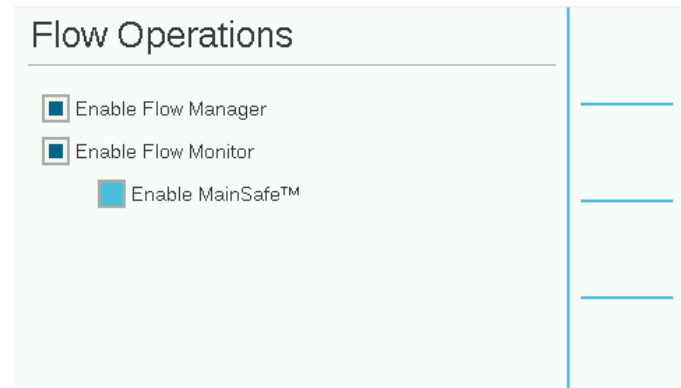 Flow Operations
Enable Flow Manager
Enable Flow Monitor
Enable MainSafe™